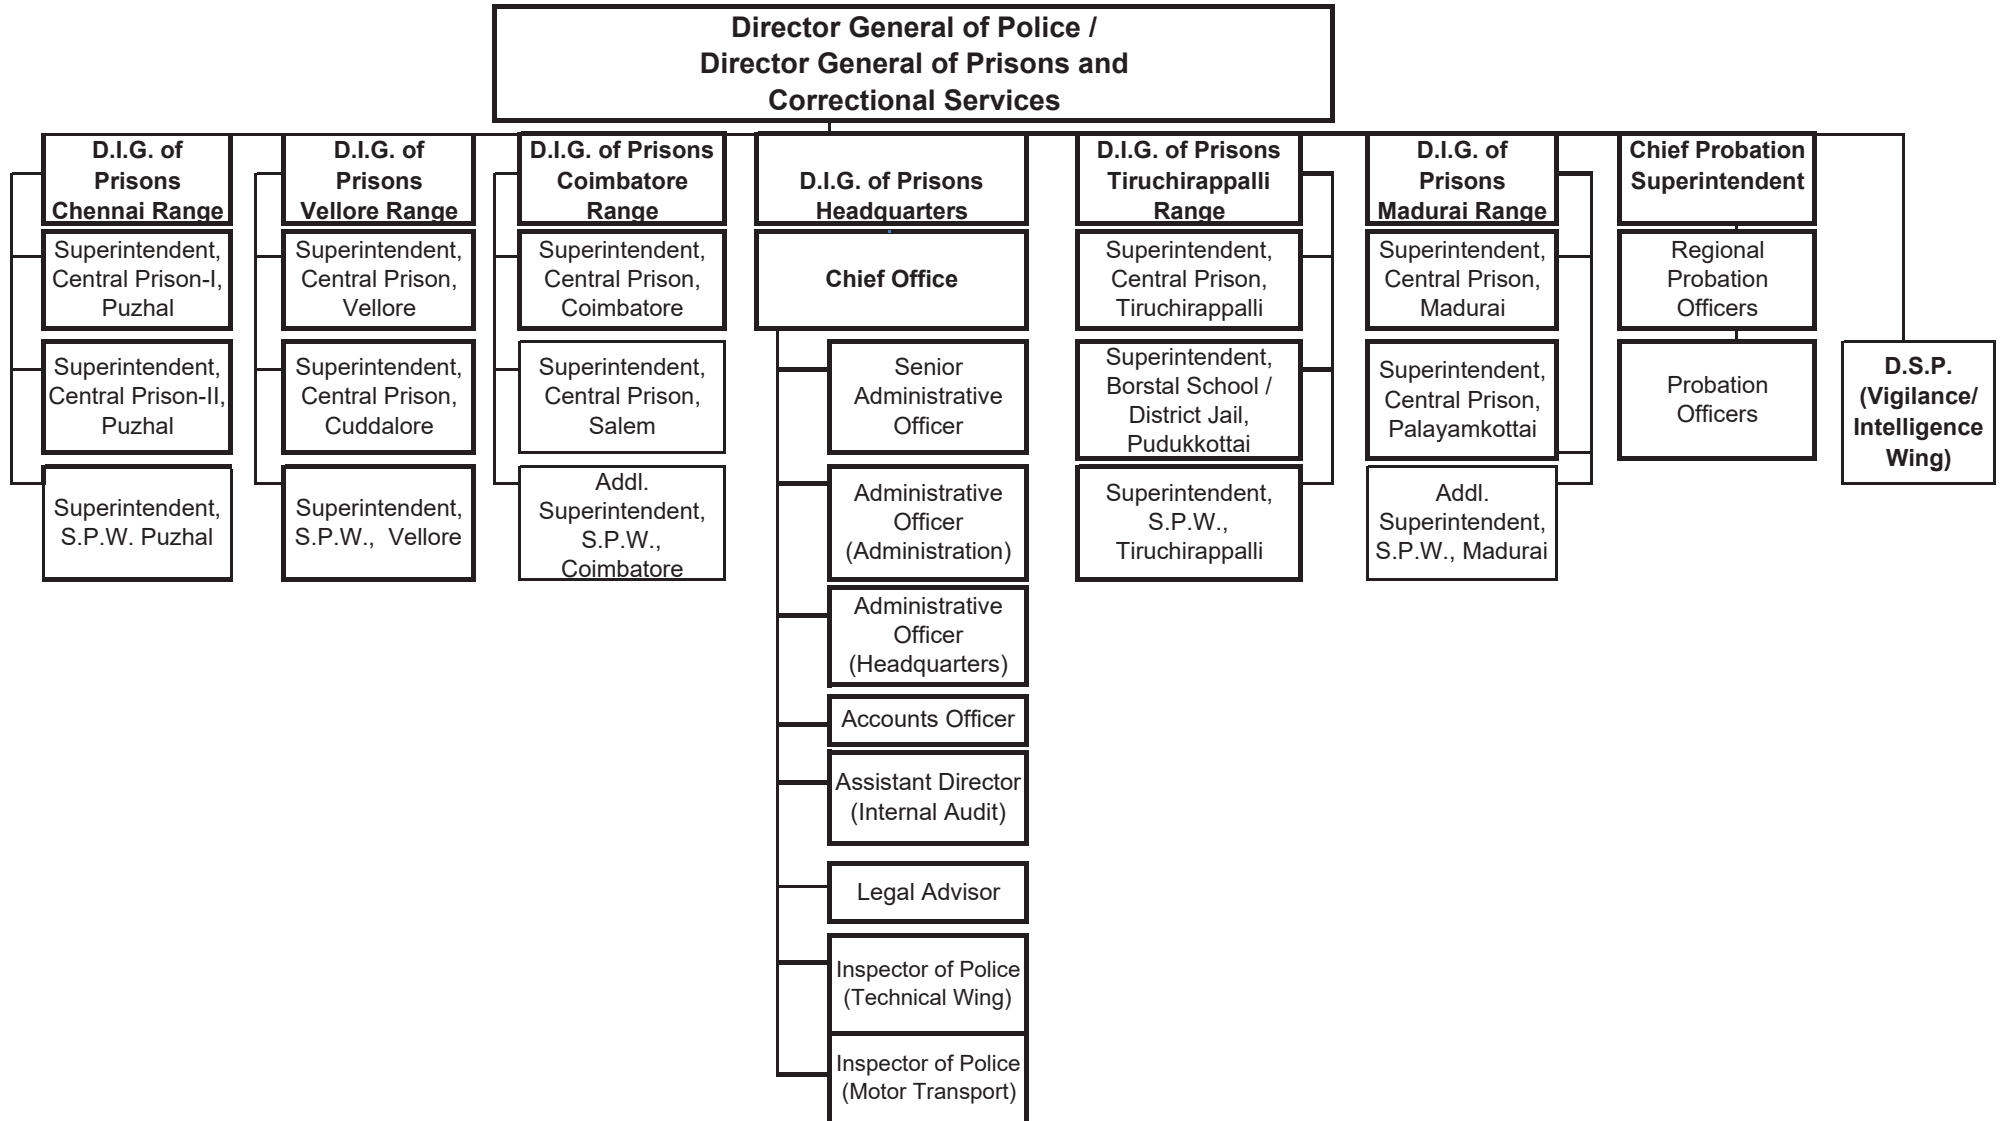 Director General of Police /
Director General of Prisons and
Correctional Services
D.I.G. of
Prisons
Chennai Range
D.I.G. of
Prisons
Vellore Range
D.I.G. of Prisons
Coimbatore
Range
D.I.G. of Prisons
Headquarters
D.I.G. of Prisons
Tiruchirappalli
Range
D.I.G. of
Prisons
Madurai Range
Chief Probation
Superintendent
Superintendent,
Central Prison-I,
Puzhal
Superintendent,
Central Prison,
Vellore
Superintendent,
Central Prison,
Coimbatore
Chief Office
Superintendent,
Central Prison,
Tiruchirappalli
Superintendent,
Central Prison,
Madurai
Regional
Probation
Officers
Superintendent,
Central Prison-II,
Puzhal
Superintendent,
Central Prison,
Cuddalore
Superintendent,
Central Prison,
Salem
Senior
Administrative
Officer
Superintendent,
Borstal School /
District Jail,
Pudukkottai
Superintendent,
Central Prison,
Palayamkottai
Probation
Officers
D.S.P.
(Vigilance/
Intelligence
Wing)
Superintendent,
S.P.W. Puzhal
Superintendent,
S.P.W.,  Vellore
Addl.
Superintendent,
S.P.W.,
Coimbatore
Administrative
Officer
(Administration)
Superintendent,
S.P.W.,
Tiruchirappalli
Addl.
Superintendent,
S.P.W., Madurai
Administrative
Officer
(Headquarters)
Accounts Officer
Assistant Director
(Internal Audit)
Legal Advisor
Inspector of Police
(Technical Wing)
Inspector of Police
(Motor Transport)